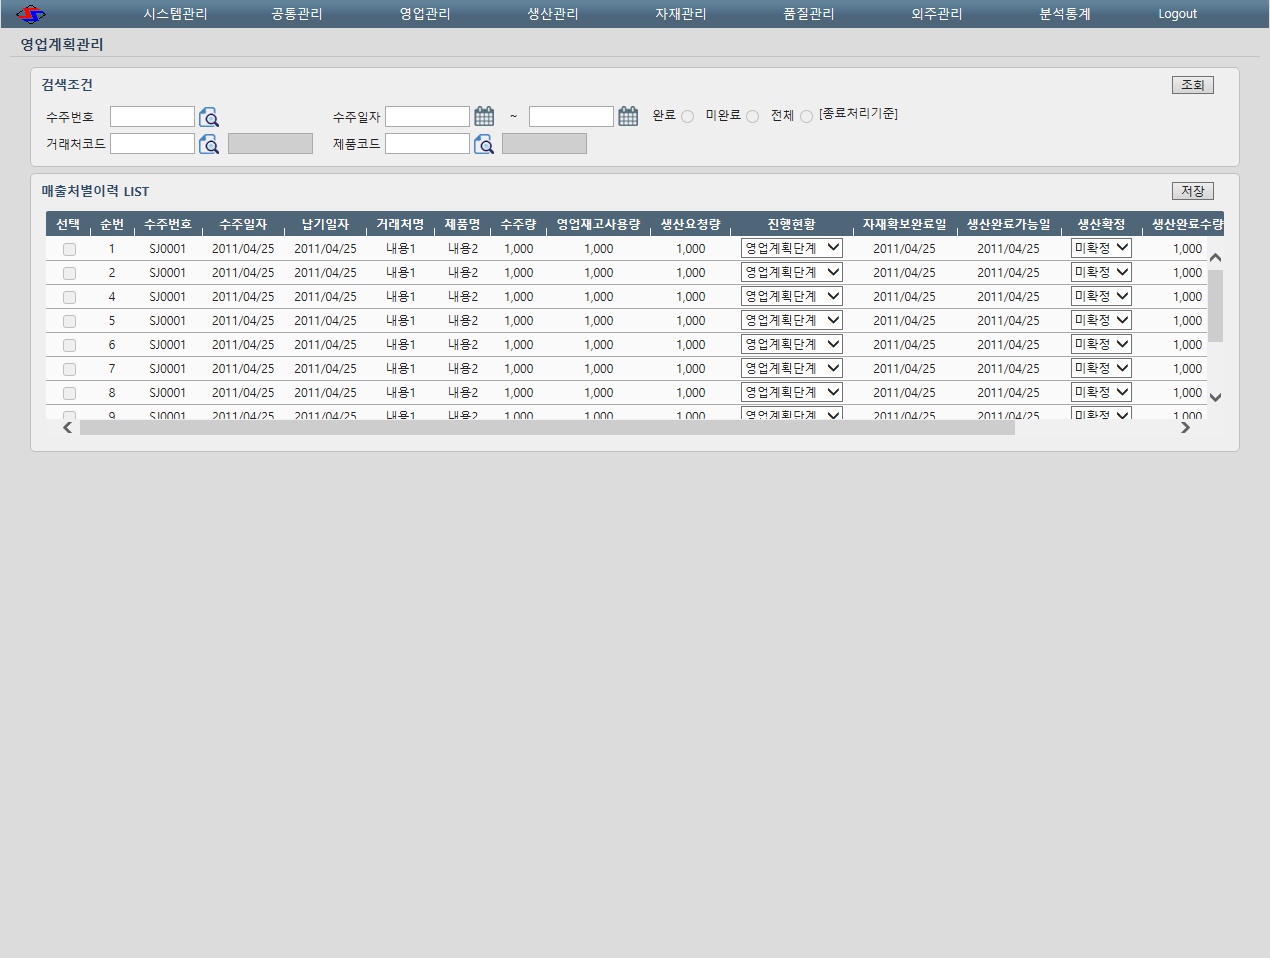 시스템관리 공통관리 영업관리 생산관리 자재관리 품질관리 외주관리 분석통계 Logout
영업계획관리
검색조건 조회
수주번호 수주일자 ~ 완료 미완료 전체 [종료처리기준]
거래처코드 제품코드
매출처별이력 LIST 저장
선택 순번 수주번호 수주일자 납기일자 거래처명 제품명 수주량 영업재고사용량 생산요청량 진행현황 자재확보완료일 생산완료가능일 생산확정 생산완료수량
1 SJ0001 2011/04/25 2011/04/25 내용1 내용2 1,000 1,000 1,000 영업계획단계 2011/04/25 2011/04/25 미확정 1,000
2 SJ0001 2011/04/25 2011/04/25 내용1 내용2 1,000 1,000 1,000 영업계획단계 2011/04/25 2011/04/25 미확정 1,000
4 SJ0001 2011/04/25 2011/04/25 내용1 내용2 1,000 1,000 1,000 영업계획단계 2011/04/25 2011/04/25 미확정 1,000
5 SJ0001 2011/04/25 2011/04/25 내용1 내용2 1,000 1,000 1,000 영업계획단계 2011/04/25 2011/04/25 미확정 1,000
6 SJ0001 2011/04/25 2011/04/25 내용1 내용2 1,000 1,000 1,000 영업계획단계 2011/04/25 2011/04/25 미확정 1,000
7 SJ0001 2011/04/25 2011/04/25 내용1 내용2 1,000 1,000 1,000 영업계획단계 2011/04/25 2011/04/25 미확정 1,000
8 SJ0001 2011/04/25 2011/04/25 내용1 내용2 1,000 1,000 1,000 영업계획단계 2011/04/25 2011/04/25 미확정 1,000
9 SJ0001 2011/04/25 2011/04/25 내용1 내용2 1,000 1,000 1,000 영업계획단계 2011/04/25 2011/04/25 미확정 1,000